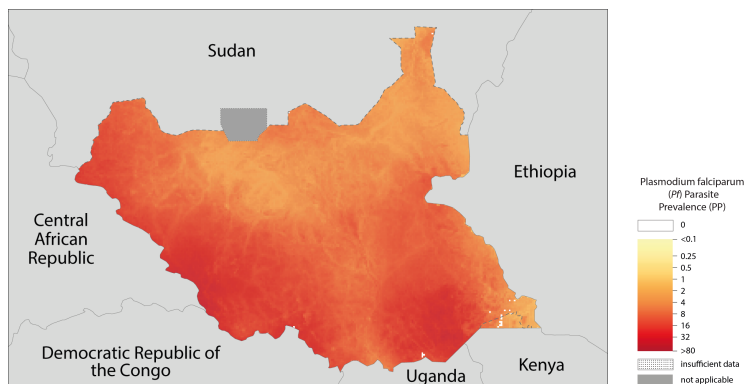 Sudan
Ethiopia
Central
African
Republic
Democratic Republic of
the Congo
Uganda
Kenya
Plasmodium falciparum
(Pf) Parasite
Prevalence (PP)
0
<0.1
0.25
0.5
1
2
4
8
16
32
>80
insufficient data
not applicable